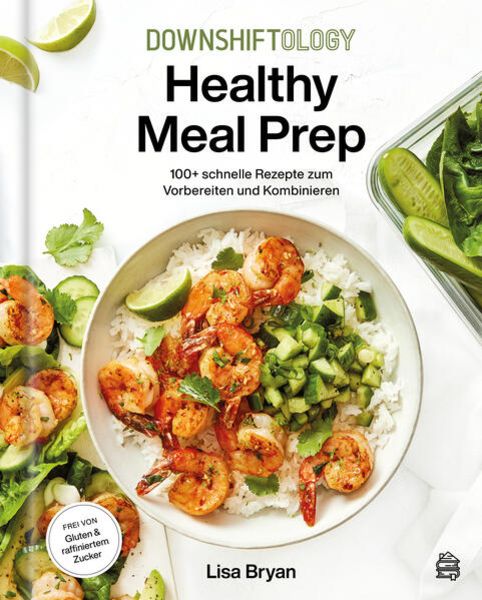 DOWNSHIFTOLOGY
Healthy
Meal Prep
100+ schnelle Rezepte zum
Vorbereiten und Kombinieren
FREI VON
Gluten &
raffiniertem
Zucker
Lisa Bryan